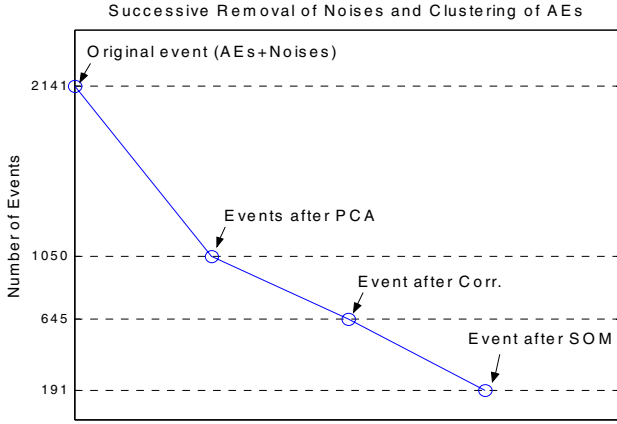 Successive Removal of Noises and Clustering of AEs
Original event (AEs+Noises)
2141
Events after PCA
1050
Event after Corr.
645
Event after SOM
191
Number of Events